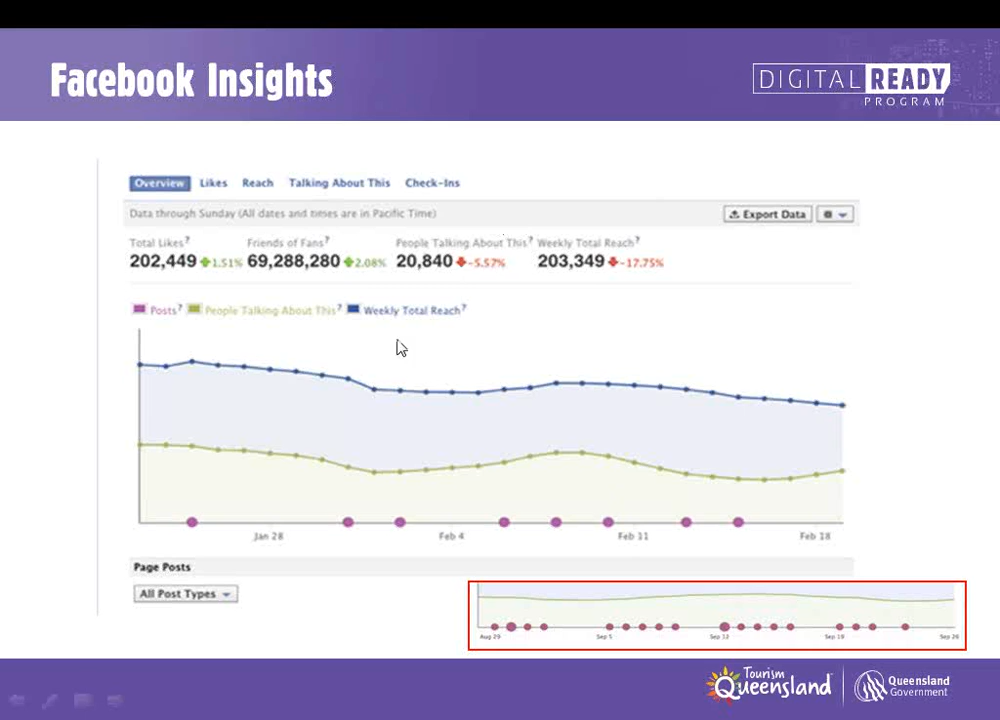 Facebook Insights
DIGITAL READY
PROGRAM
Overview Likes Reach Talking About This Check-Ins
Data through Sunday (All dates and times are in Pacific Time)
Export Data
Total Likes? Friends of Fans? People Talking About This? Weekly Total Reach?
202,449 1.51% 69,288,280 2.08% 20,840 -5.57% 203,349 -17.75%
Posts? People Talking About This? Weekly Total Reach?
Jan 28 Feb 4 Feb 11 Feb 18
Page Posts
All Post Types
Aug 29 Sep 5 Sep 12 Sep 19 Sep 26
Tourism
Queensland
Queensland
Government